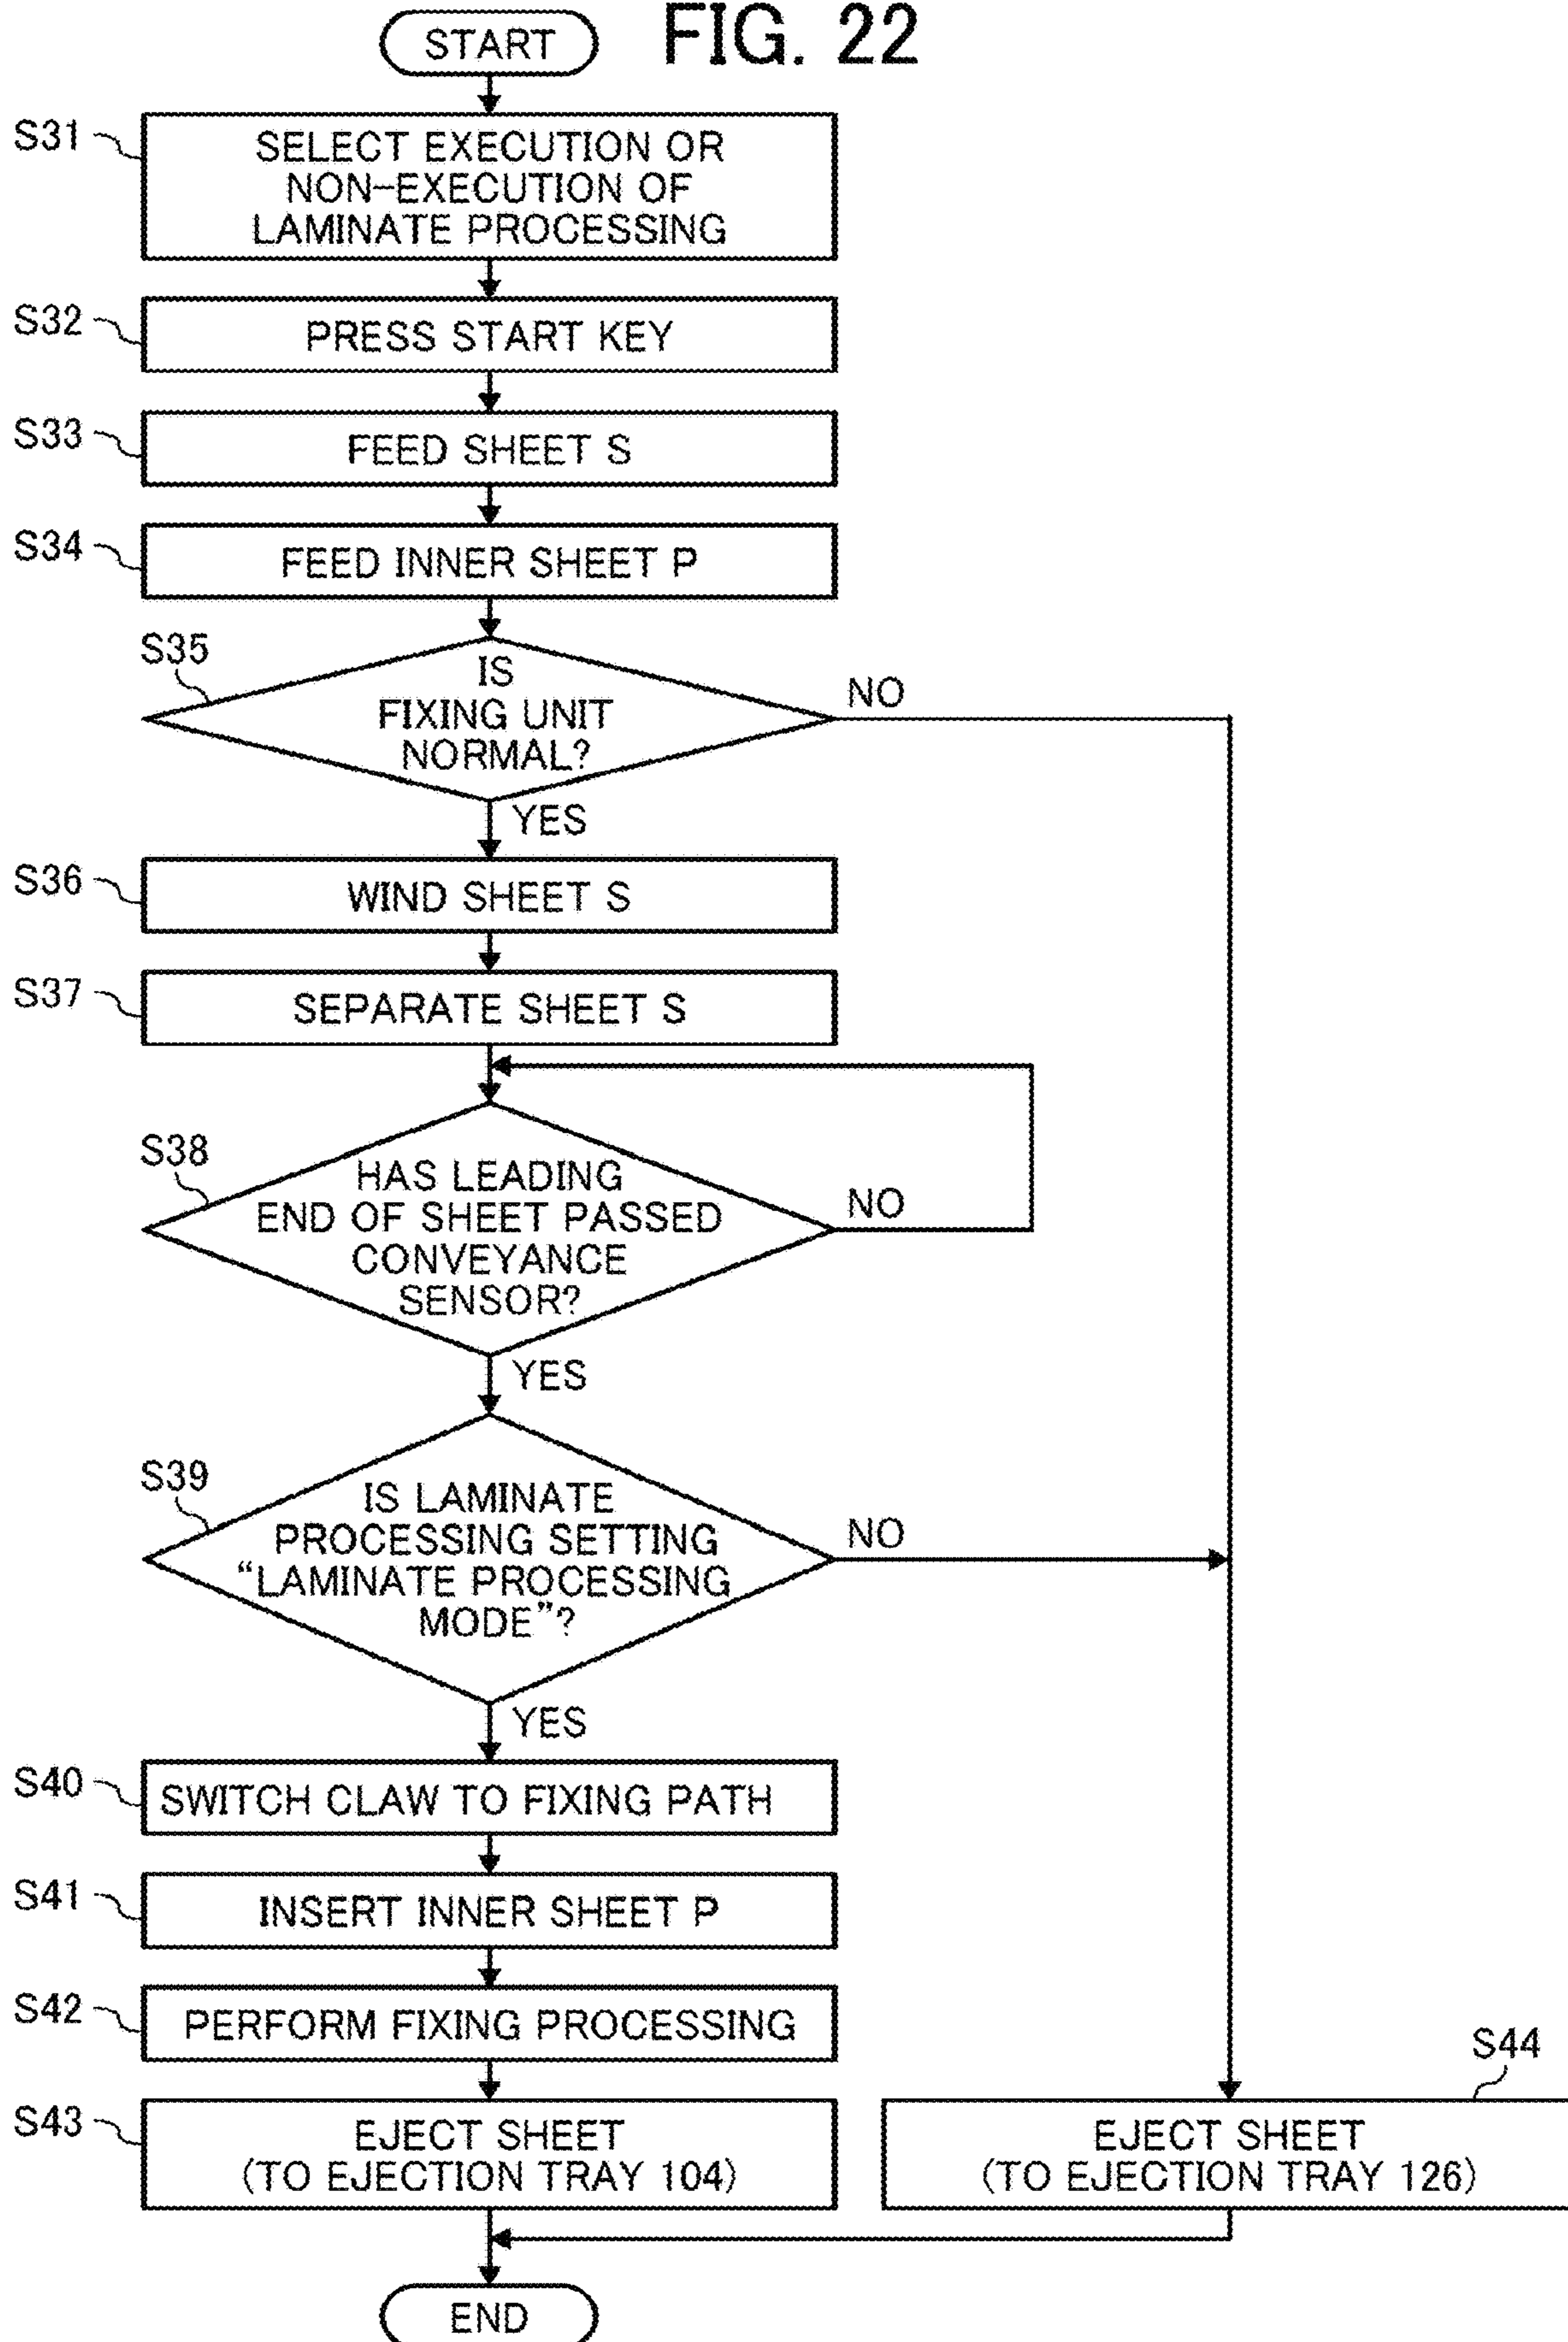 FIG. 22
START
S31
SELECT EXECUTION OR
NON-EXECUTION OF
LAMINATE PROCESSING
S32
PRESS START KEY
S33
FEED SHEET S
S34
FEED INNER SHEET P
S35
IS
FIXING UNIT
NORMAL?
NO
YES
S36
WIND SHEET S
S37
SEPARATE SHEET S
S38
HAS LEADING
END OF SHEET PASSED
CONVEYANCE
SENSOR?
NO
YES
S39
IS LAMINATE
PROCESSING SETTING
“LAMINATE PROCESSING
MODE”?
NO
YES
S40
SWITCH CLAW TO FIXING PATH
S41
INSERT INNER SHEET P
S42
PERFORM FIXING PROCESSING
S43
EJECT SHEET
(TO EJECTION TRAY 104)
S44
EJECT SHEET
(TO EJECTION TRAY 126)
END